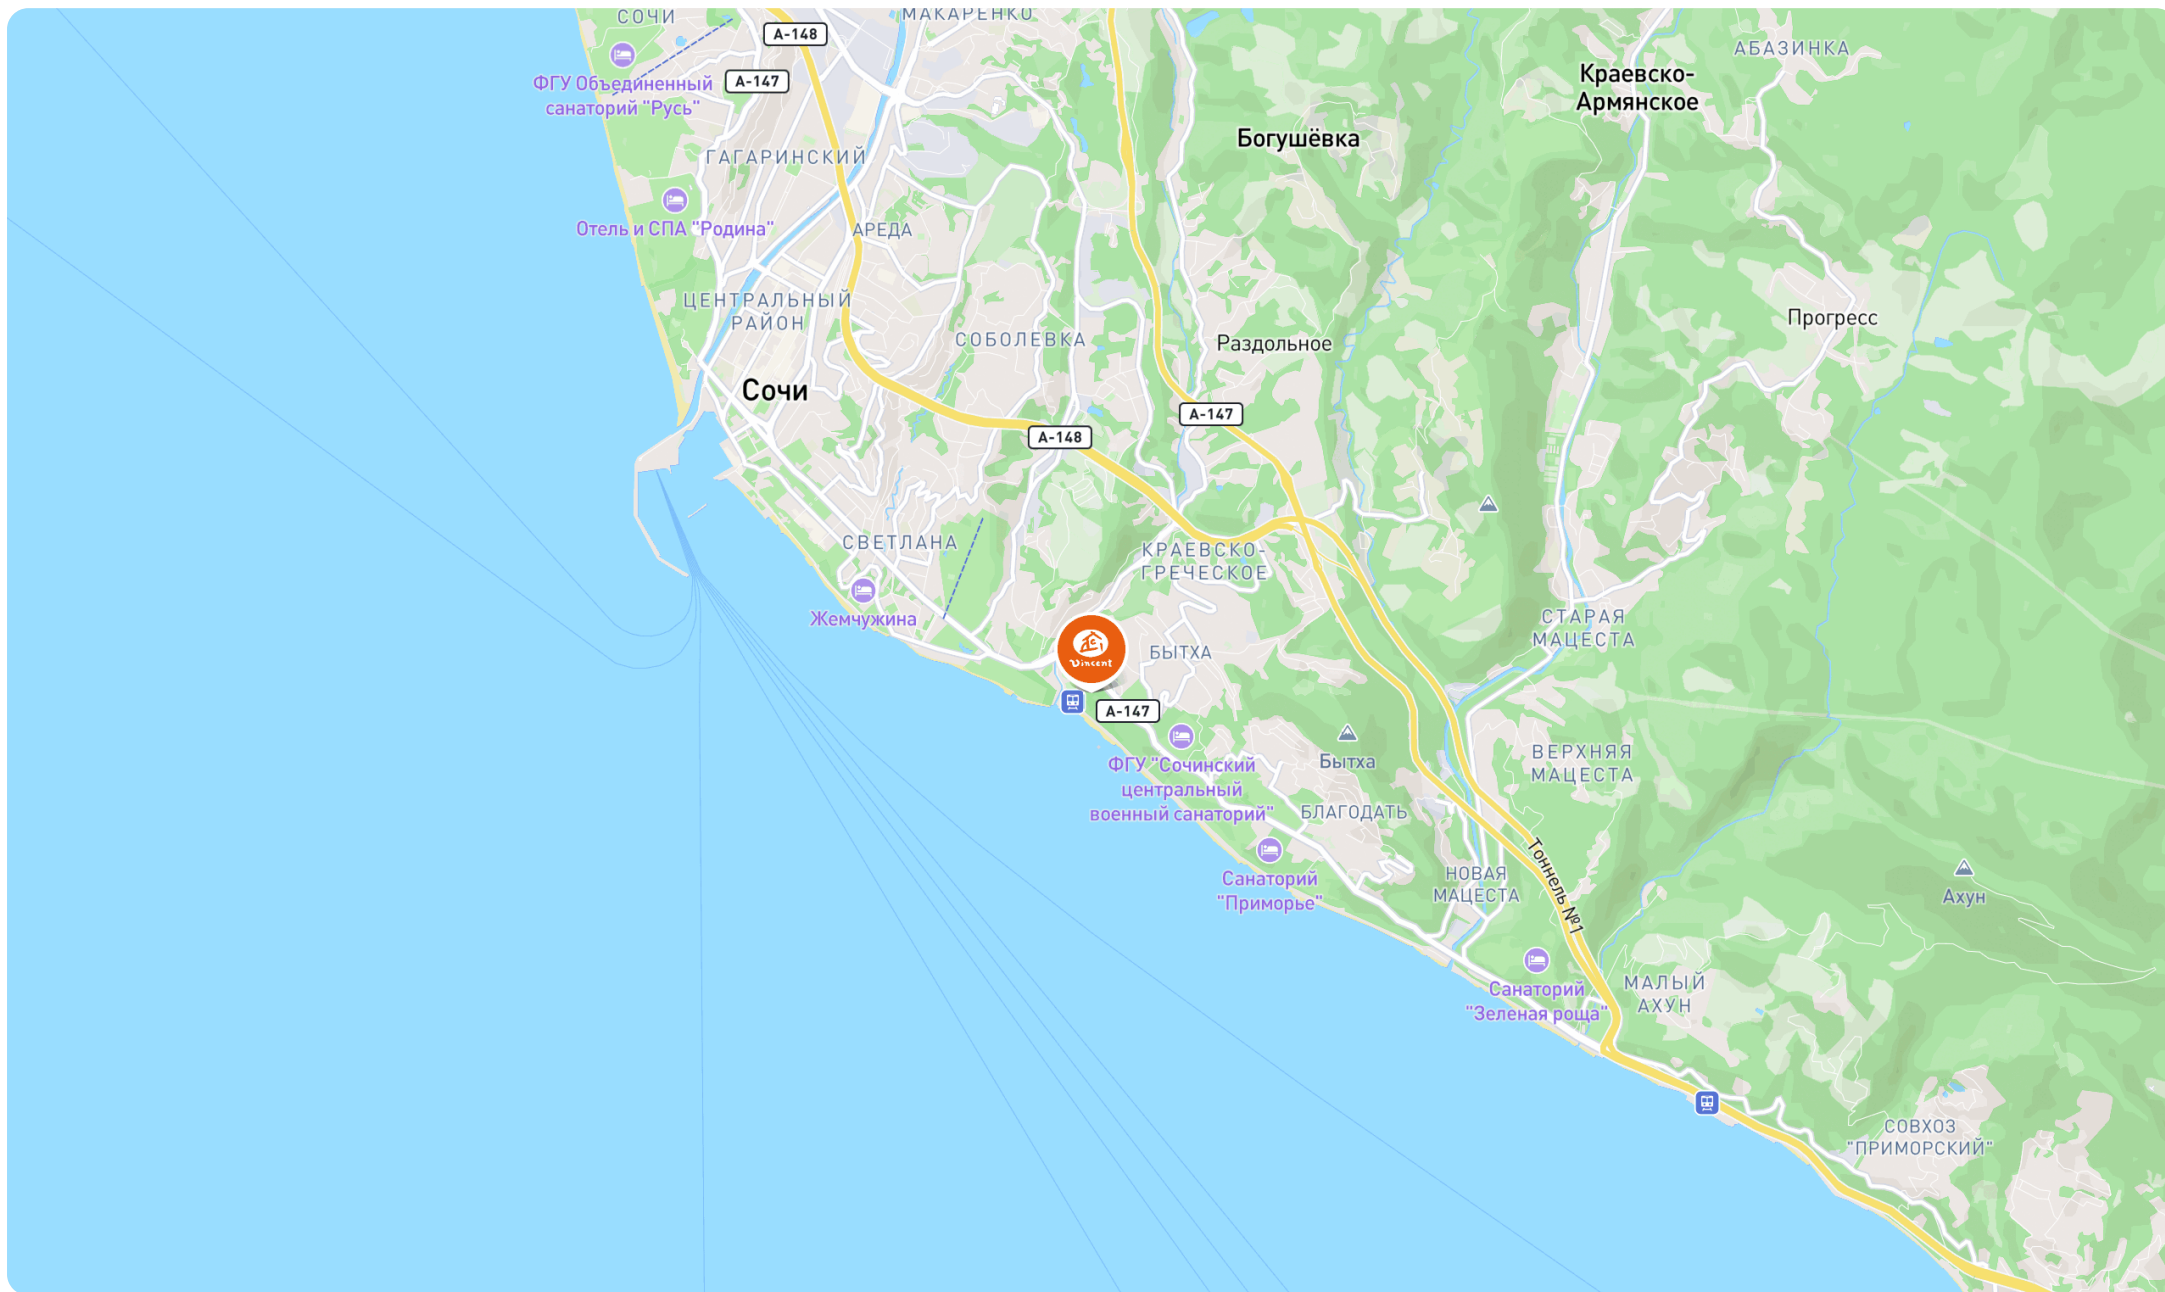 СОЧИ
МАКАРЕНКО
А-148
АБАЗИНКА
ФГУ Объединенный
санаторий "Русь"
А-147
Краевско-
Армянское
Богушёвка
ГАГАРИНСКИЙ
Отель и СПА "Родина"
АРЕДА
ЦЕНТРАЛЬНЫЙ
РАЙОН
СОБОЛЕВКА
Раздольное
Прогресс
Сочи
А-147
А-148
СВЕТЛАНА
КРАЕВСКО-
ГРЕЧЕСКОЕ
Жемчужина
СТАРАЯ
МАЦЕСТА
Vincent
БЫТХА
А-147
ФГУ "Сочинский
центральный
военный санаторий"
Бытха
ВЕРХНЯЯ
МАЦЕСТА
БЛАГОДАТЬ
Тоннель №1
Санаторий
"Приморье"
НОВАЯ
МАЦЕСТА
Ахун
Санаторий
"Зеленая роща"
МАЛЫЙ
АХУН
СОВХОЗ
"ПРИМОРСКИЙ"